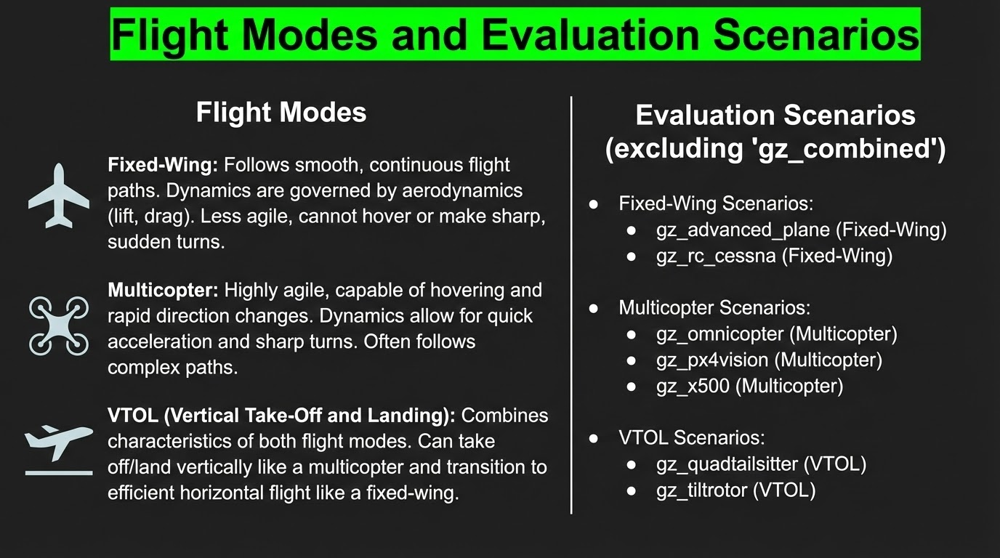 Flight Modes and Evaluation Scenarios
Flight Modes
Fixed-Wing: Follows smooth, continuous flight
paths. Dynamics are governed by aerodynamics
(lift, drag). Less agile, cannot hover or make sharp,
sudden turns.
Multicopter: Highly agile, capable of hovering and
rapid direction changes. Dynamics allow for quick
acceleration and sharp turns. Often follows
complex paths.
VTOL (Vertical Take-Off and Landing): Combines
characteristics of both flight modes. Can take
off/land vertically like a multicopter and transition to
efficient horizontal flight like a fixed-wing.
Evaluation Scenarios
(excluding 'gz_combined')
● Fixed-Wing Scenarios:
● gz_advanced_plane (Fixed-Wing)
● gz_rc_cessna (Fixed-Wing)
● Multicopter Scenarios:
● gz_omnicopter (Multicopter)
● gz_px4vision (Multicopter)
● gz_x500 (Multicopter)
● VTOL Scenarios:
● gz_quadtailsitter (VTOL)
● gz_tiltrotor (VTOL)